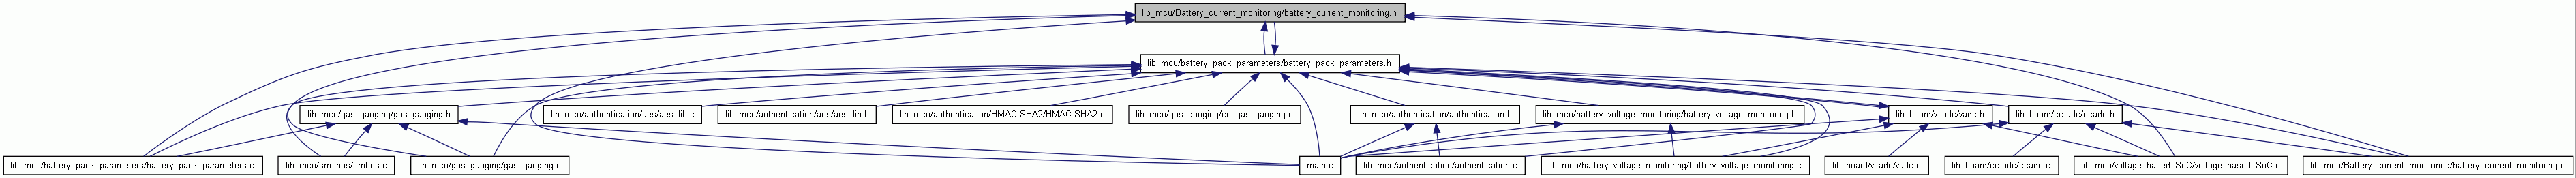 lib_mcu/Battery_current_monitoring/battery_current_monitoring.h
lib_mcu/battery_pack_parameters/battery_pack_parameters.h
lib_mcu/gas_gauging/gas_gauging.h
lib_mcu/authentication/aes/aes_lib.c
lib_mcu/authentication/aes/aes_lib.h
lib_mcu/authentication/HMAC-SHA2/HMAC-SHA2.c
lib_mcu/gas_gauging/cc_gas_gauging.c
lib_mcu/authentication/authentication.h
lib_mcu/battery_voltage_monitoring/battery_voltage_monitoring.h
lib_board/v_adc/vadc.h
lib_board/cc-adc/ccadc.h
lib_mcu/battery_pack_parameters/battery_pack_parameters.c
lib_mcu/sm_bus/smbus.c
lib_mcu/gas_gauging/gas_gauging.c
main.c
lib_mcu/authentication/authentication.c
lib_mcu/battery_voltage_monitoring/battery_voltage_monitoring.c
lib_board/v_adc/vadc.c
lib_board/cc-adc/ccadc.c
lib_mcu/voltage_based_SoC/voltage_based_SoC.c
lib_mcu/Battery_current_monitoring/battery_current_monitoring.c